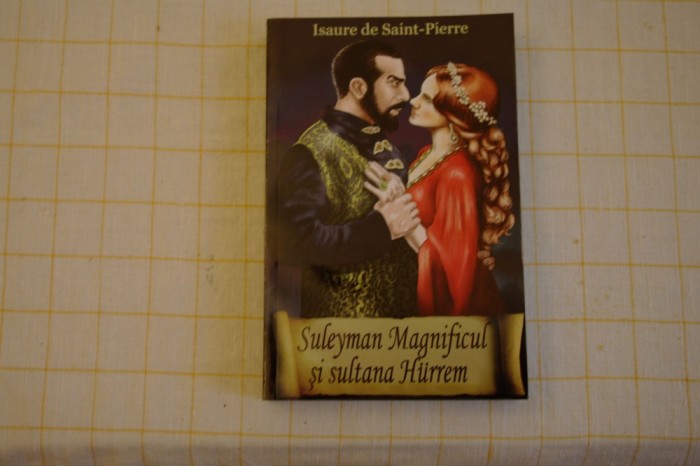 Isaure de Saint-Pierre
Suleyman Magnificul
şi sultana Hürrem